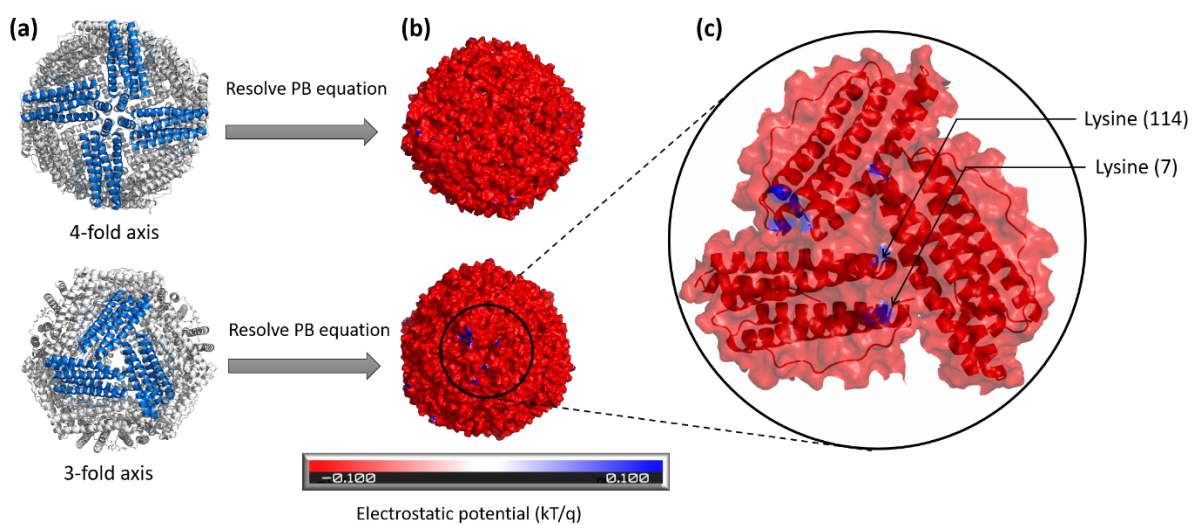 (a)
(b)
(c)
Resolve PB equation
Lysine (114)
Lysine (7)
4-fold axis
Resolve PB equation
3-fold axis
−0.100
0.100
Electrostatic potential (kT/q)